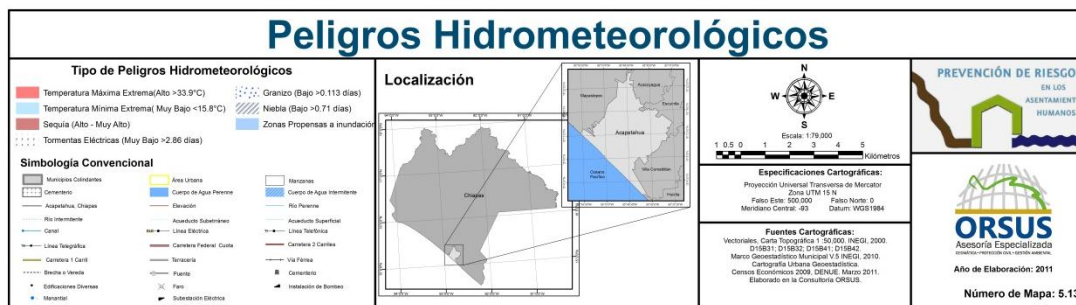 Peligros Hidrometeorológicos
Tipo de Peligros Hidrometeorológicos
Temperatura Máxima Extrema(Alto >33.9°C)
Temperatura Mínima Extrema( Muy Bajo <15.8°C)
Sequía (Alto - Muy Alto)
Tormentas Eléctricas (Muy Bajo >2.86 días)
Granizo (Bajo >0.113 días)
Niebla (Bajo >0.71 días)
Zonas Propensas a inundación
Simbología Convencional
Municipios Colindantes
Cementerio
Acapetahua, Chiapas
Río Intermitente
Canal
Línea Telegráfica
Carretera 1 Carril
Brecha o Vereda
Edificaciones Diversas
Manantial
Área Urbana
Cuerpo de Agua Perenne
Elevación
Acueducto Subterráneo
Línea Eléctrica
Carretera Federal Cuota
Terracería
Puente
Faro
Subestación Eléctrica
Manzanas
Cuerpo de Agua Intermitente
Río Perenne
Acueducto Superficial
Línea Telefónica
Carretera 2 Carriles
Vía Férrea
Cementerio
Instalación de Bombeo
Localización
Chiapas
Acapetahua
Océano
Pacífico
N
W
E
S
Escala: 1:79,000
1 0.5 0 1 2 3 4 5
Kilómetros
Especificaciones Cartográficas:
Proyección Universal Transversa de Mercator
Zona UTM 15 N
Falso Este: 500,000 Falso Norte: 0
Meridiano Central: -93 Datum: WGS1984
Fuentes Cartográficas:
Vectoriales, Carta Topográfica 1 :50,000. INEGI, 2000.
D15B31; D15B32; D15B41; D15B42.
Marco Geoestadístico Municipal V.5 INEGI, 2010.
Cartografía Urbana Geoestadística.
Censos Económicos 2009, DENUE. Marzo 2011.
Elaborado en la Consultoría ORSUS.
PREVENCIÓN DE RIESGO
EN LOS
ASENTAMIENT
HUMANOS
ORSUS
Asesoría Especializada
Año de Elaboración: 2011
Número de Mapa: 5.13